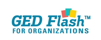 GED Flash™
FOR ORGANIZATIONS